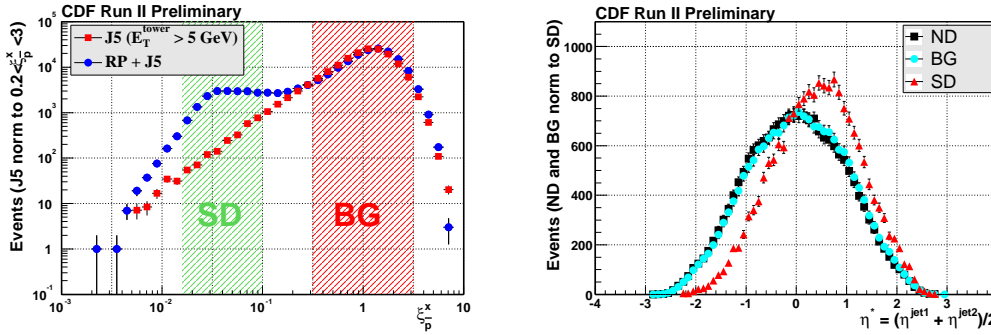 CDF Run II Preliminary
Events (J5 norm to 0.2<ξ_p̄^x<3)
10^5
10^4
10^3
10^2
10
1
10^-1
J5 (E_T^tower > 5 GeV)
RP + J5
SD
BG
10^-3
10^-2
10^-1
1
10
ξ_p̄^x
CDF Run II Preliminary
Events (ND and BG norm to SD)
1000
800
600
400
200
0
ND
BG
SD
-4
-3
-2
-1
0
1
2
3
η* = (η^jet1 + η^jet2)/2